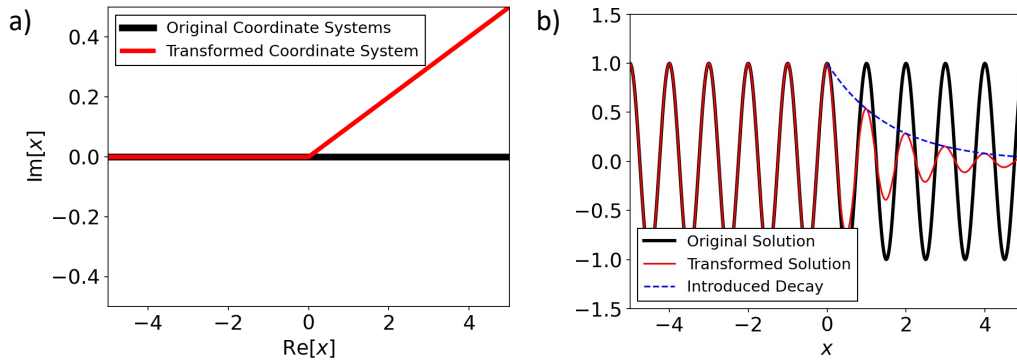 a)
Original Coordinate Systems
Transformed Coordinate System
Im[x]
0.4
0.2
0.0
−0.2
−0.4
−4 −2 0 2 4
Re[x]
b)
1.5
1.0
0.5
0.0
−0.5
−1.0
−1.5
Original Solution
Transformed Solution
Introduced Decay
−4 −2 0 2 4
x